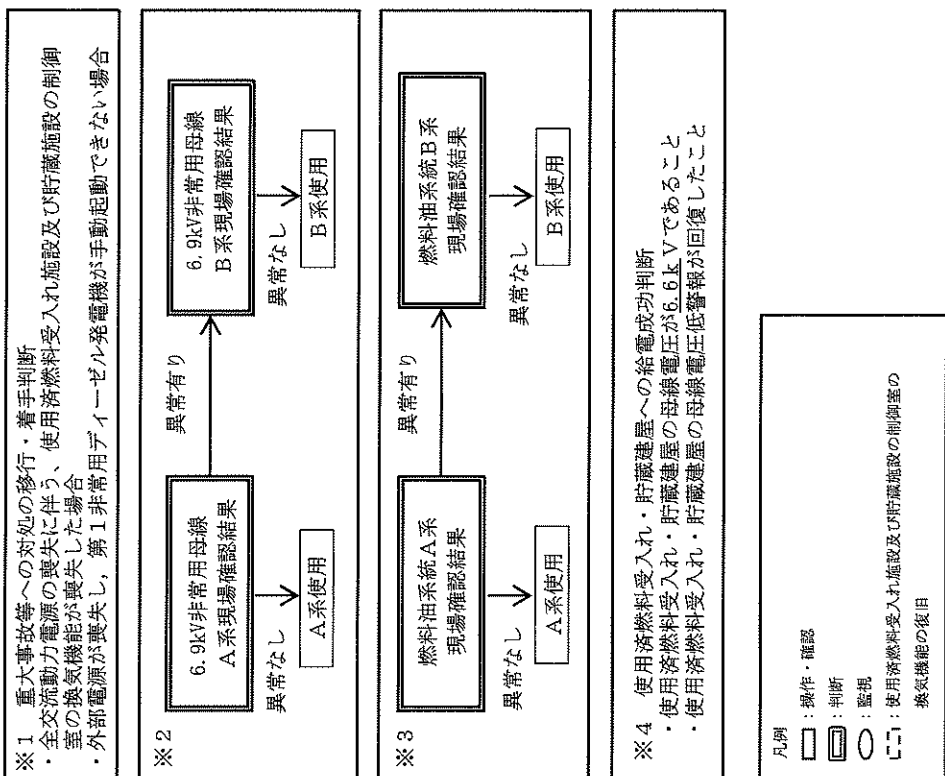 ※1　重大事故等への対処の移行・着手判断
・全交流動力電源の喪失に伴う、使用済燃料受入れ施設及び貯蔵施設の制御
室の換気機能が喪失した場合
・外部電源が喪失し，第１非常用ディーゼル発電機が手動起動できない場合
※2
6.9kV非常用母線
A系現場確認結果
異常有り
6.9kV非常用母線
B系現場確認結果
異常なし
A系使用
異常なし
B系使用
※3
燃料油系統A系
現場確認結果
異常有り
燃料油系統B系
現場確認結果
異常なし
A系使用
異常なし
B系使用
※4　使用済燃料受入れ・貯蔵建屋への給電成功判断
・使用済燃料受入れ・貯蔵建屋の母線電圧が6.6kVであること
・使用済燃料受入れ・貯蔵建屋の母線電圧低警報が回復したこと
凡例
：操作・確認
：判断
：監視
：使用済燃料受入れ施設及び貯蔵施設の制御室の
換気機能の復旧